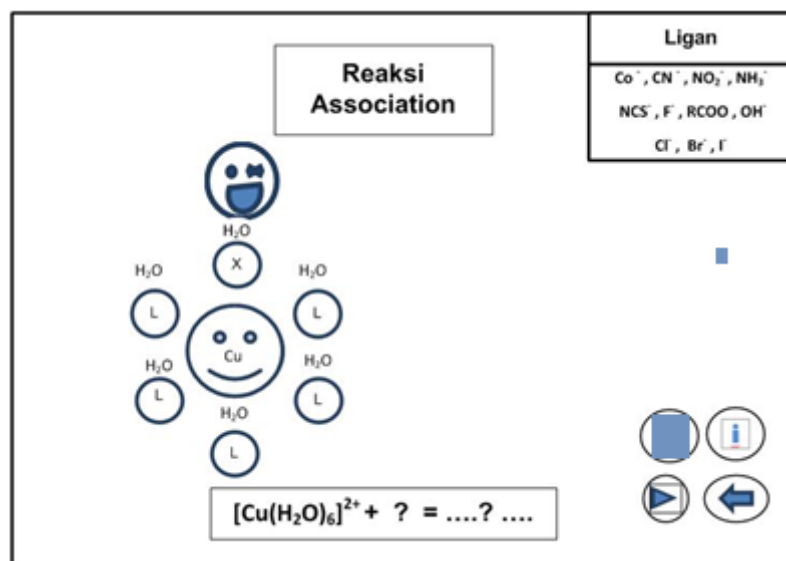 Reaksi
Association
Ligan
Co⁻ , CN⁻ , NO₂⁻ , NH₃⁻
NCS⁻ , F⁻ , RCOO , OH⁻
Cl⁻ , Br⁻ , I⁻
H₂O
X
H₂O
H₂O
L
L
Cu
H₂O
H₂O
L
L
H₂O
L
i
[Cu(H₂O)₆]²⁺ + ? = ....? ....